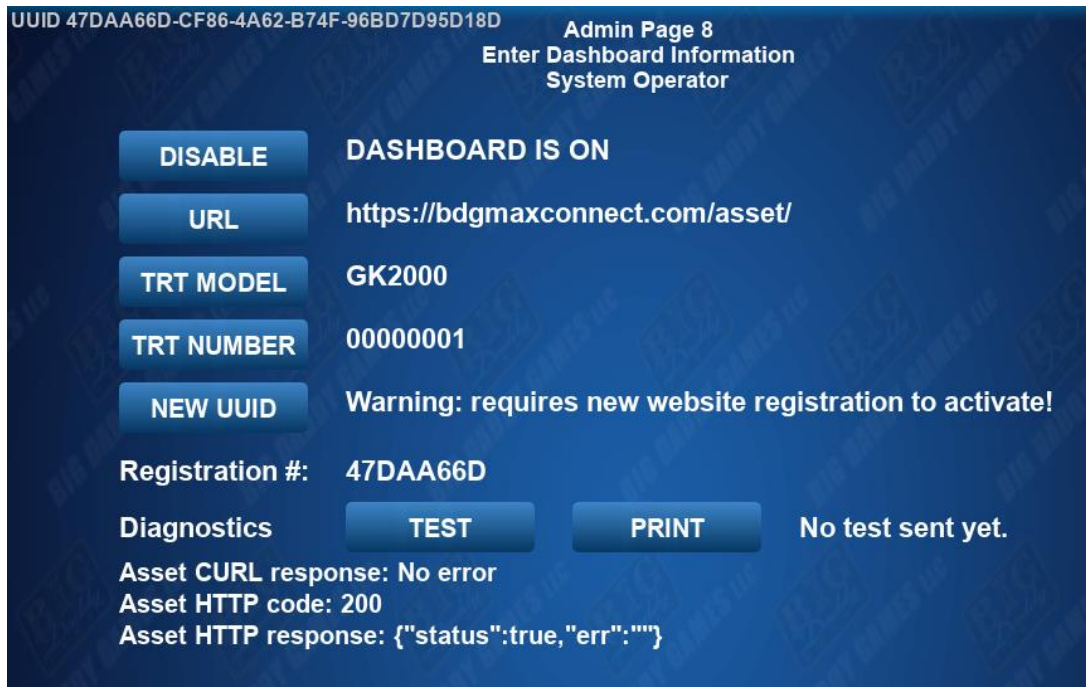 UUID 47DAA66D-CF86-4A62-B74F-96BD7D95D18D
Admin Page 8
Enter Dashboard Information
System Operator
DISABLE DASHBOARD IS ON
URL https://bdgmaxconnect.com/asset/
TRT MODEL GK2000
TRT NUMBER 00000001
NEW UUID Warning: requires new website registration to activate!
Registration #: 47DAA66D
Diagnostics TEST PRINT No test sent yet.
Asset CURL response: No error
Asset HTTP code: 200
Asset HTTP response: {"status":true,"err":""}